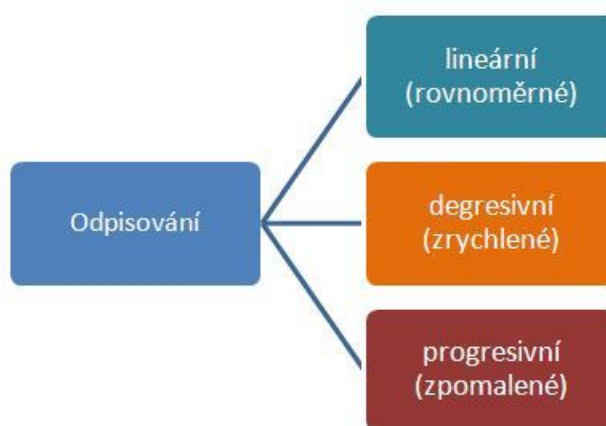 Odpisování
lineární
(rovnoměrné)
degresivní
(zrychlené)
progresivní
(zpomalené)